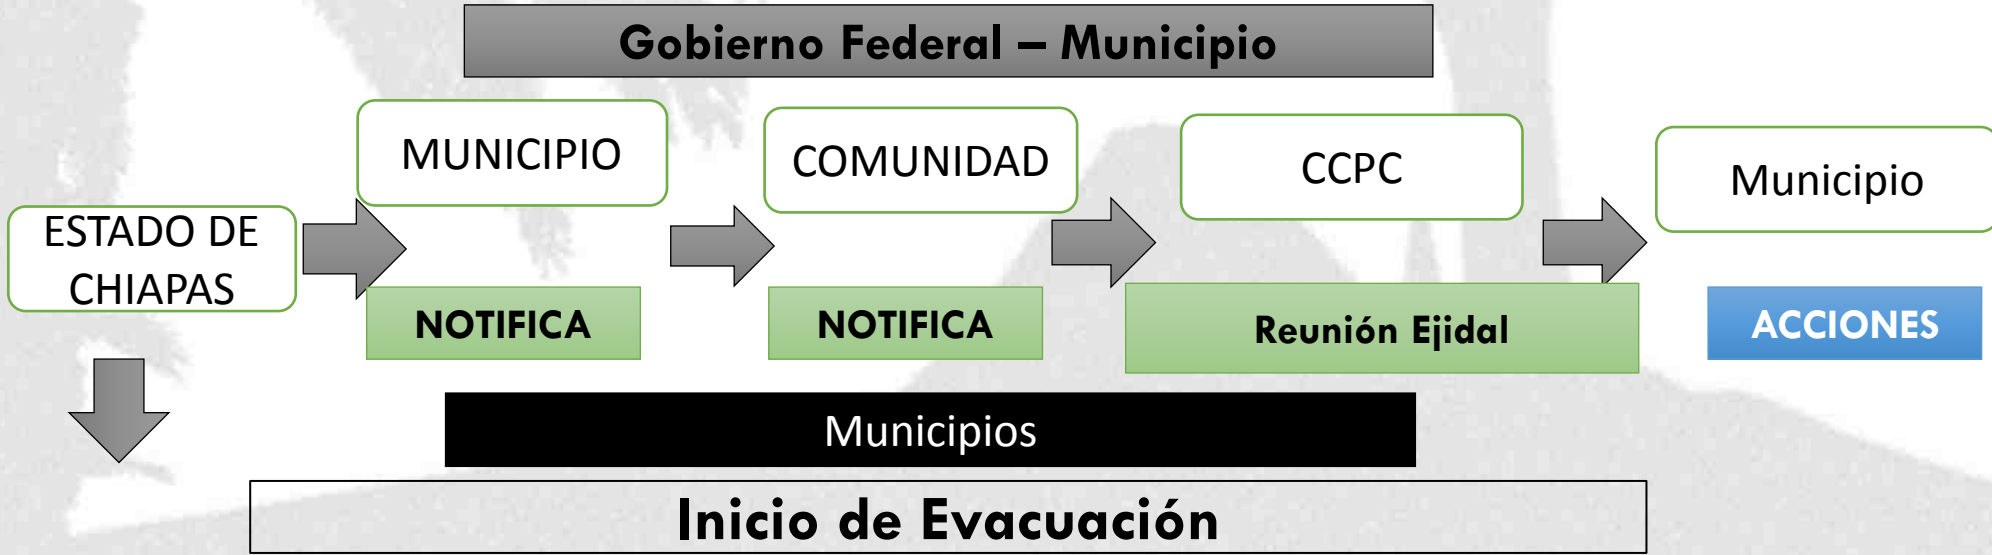 Gobierno Federal – Municipio
MUNICIPIO
COMUNIDAD
CCPC
Municipio
ESTADO DE
CHIAPAS
NOTIFICA
NOTIFICA
Reunión Ejidal
ACCIONES
Municipios
Inicio de Evacuación